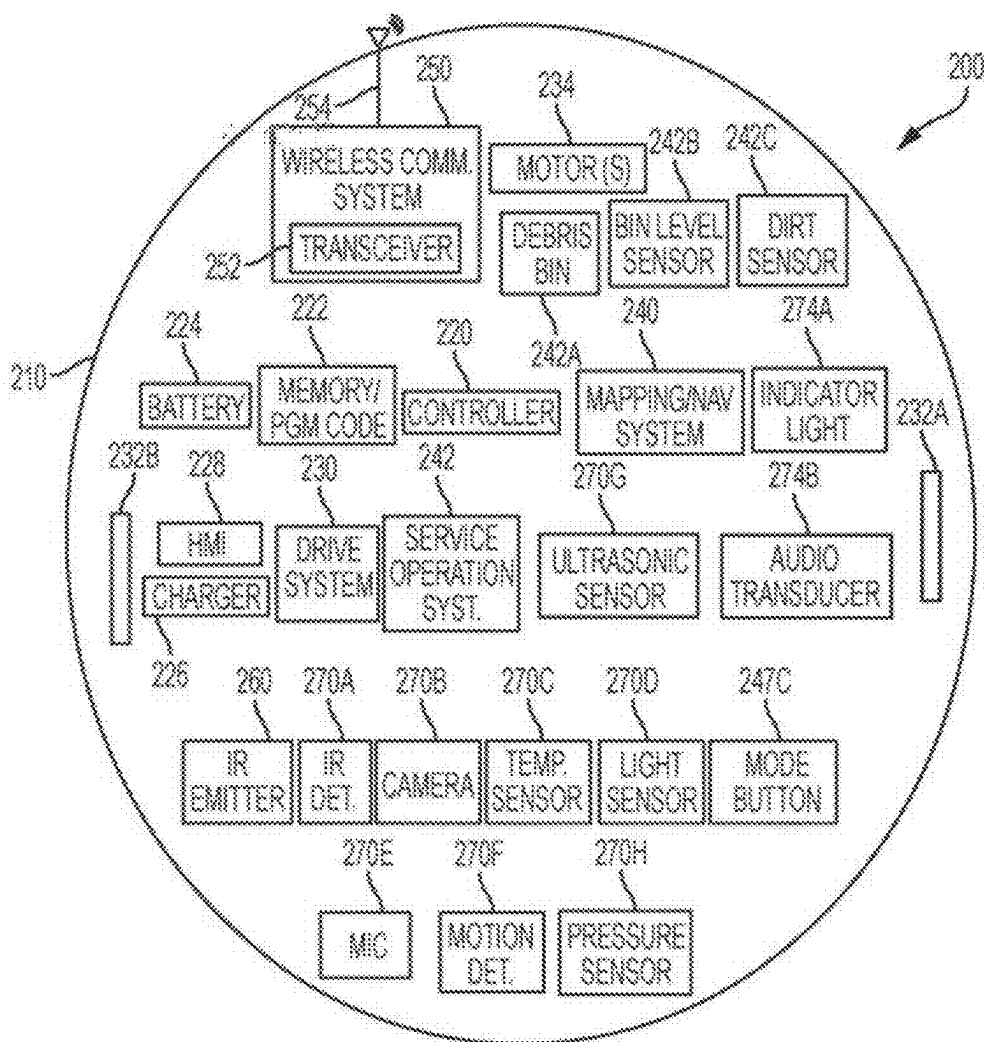 254
250
234
200
242B
242C
WIRELESS COMM.
SYSTEM
MOTOR (S)
252
TRANSCEIVER
DEBRIS
BIN
BIN LEVEL
SENSOR
DIRT
SENSOR
242A
210
224
222
220
240
274A
BATTERY
MEMORY/
PGM CODE
CONTROLLER
MAPPING/NAV
SYSTEM
INDICATOR
LIGHT
232A
232B
228
230
242
270G
274B
HMI
DRIVE
SYSTEM
SERVICE
OPERATION
SYST.
ULTRASONIC
SENSOR
AUDIO
TRANSDUCER
CHARGER
226
260
270A
270B
270C
270D
247C
IR
EMITTER
IR
DET.
CAMERA
TEMP.
SENSOR
LIGHT
SENSOR
MODE
BUTTON
270E
270F
270H
MIC
MOTION
DET.
PRESSURE
SENSOR